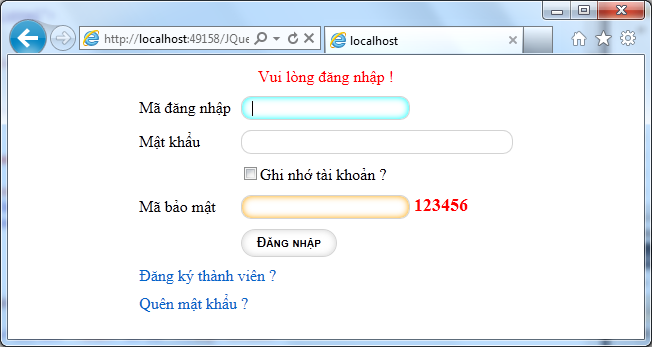 http://localhost:49158/JQue
localhost
Vui lòng đăng nhập !
Mã đăng nhập
Mật khẩu
Ghi nhớ tài khoản ?
Mã bảo mật 123456
ĐĂNG NHẬP
Đăng ký thành viên ?
Quên mật khẩu ?